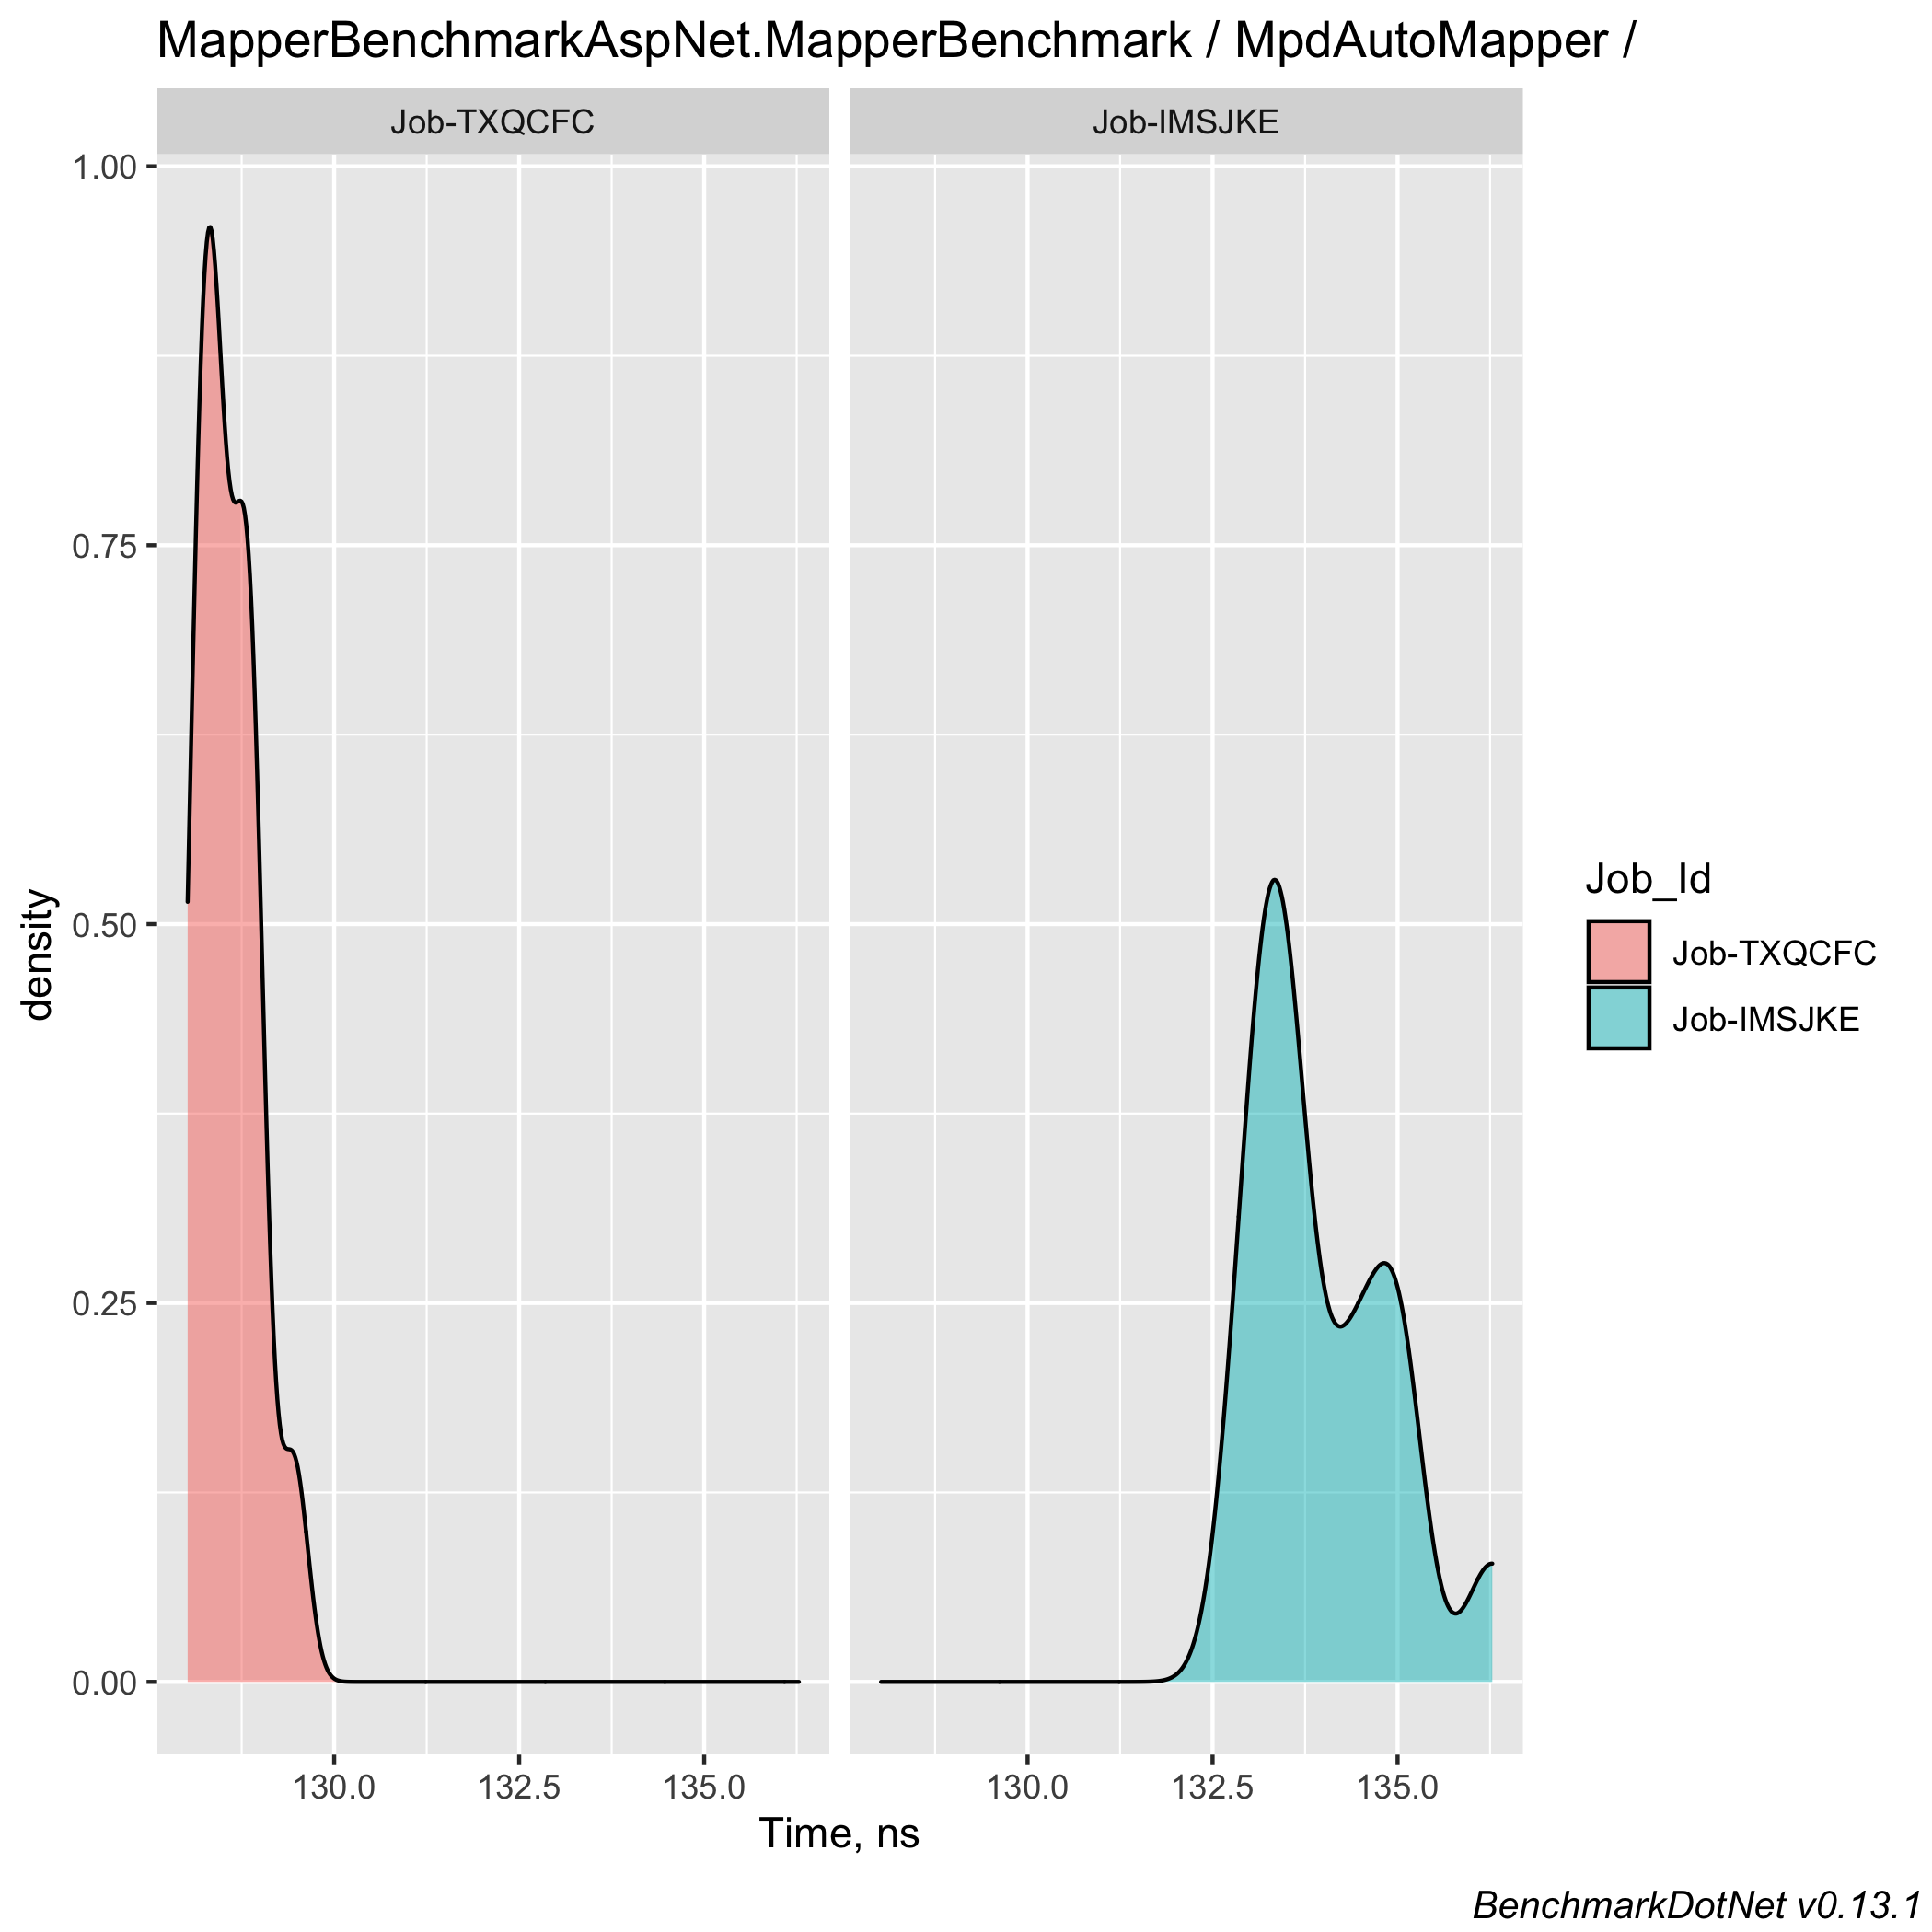 MapperBenchmarkAspNet.MapperBenchmark / MpdAutoMapper /
Job-TXQCFC
Job-IMSJKE
1.00
0.75
0.50
0.25
0.00
density
130.0
132.5
135.0
130.0
132.5
135.0
Time, ns
Job_Id
Job-TXQCFC
Job-IMSJKE
BenchmarkDotNet v0.13.1